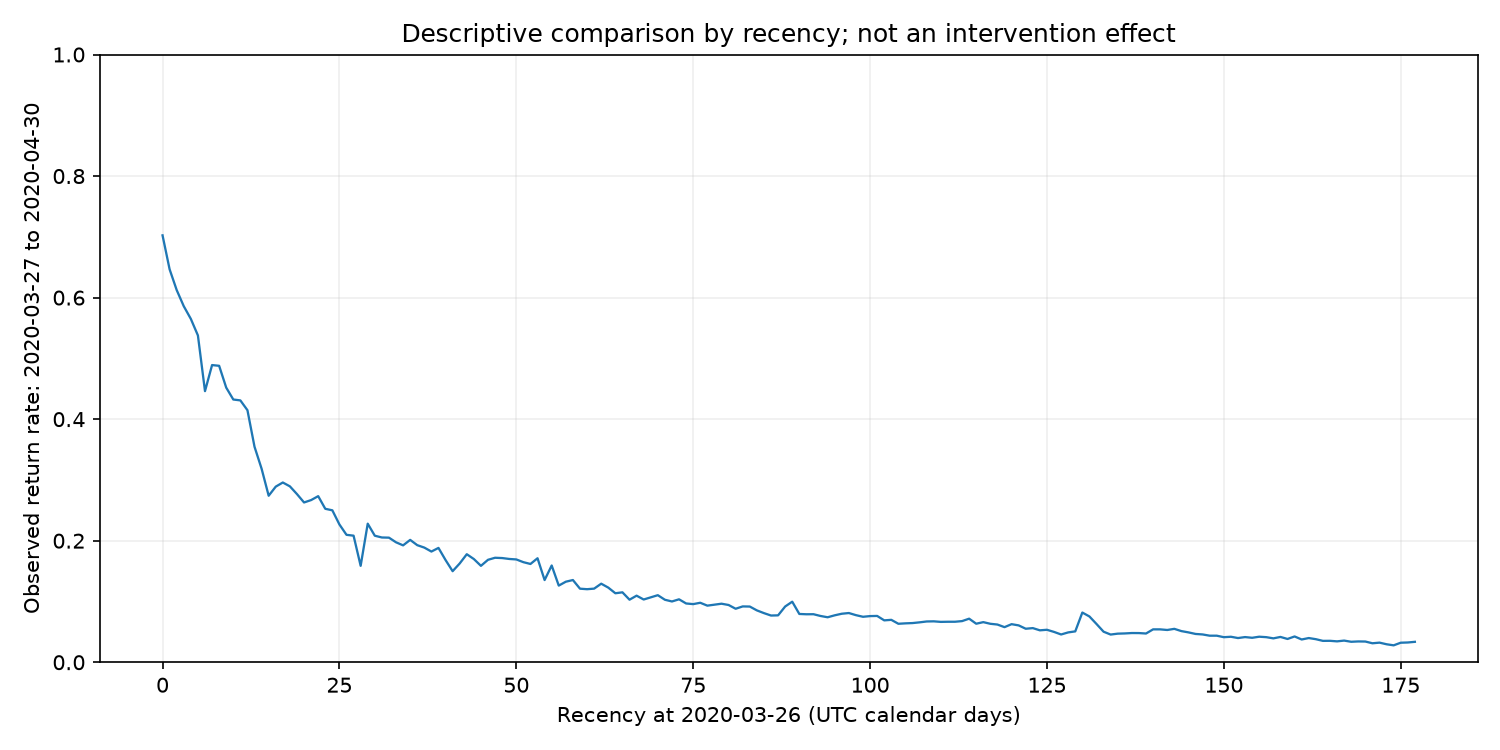 Descriptive comparison by recency; not an intervention effect
Observed return rate: 2020-03-27 to 2020-04-30
1.0
0.8
0.6
0.4
0.2
0.0
0 25 50 75 100 125 150 175
Recency at 2020-03-26 (UTC calendar days)